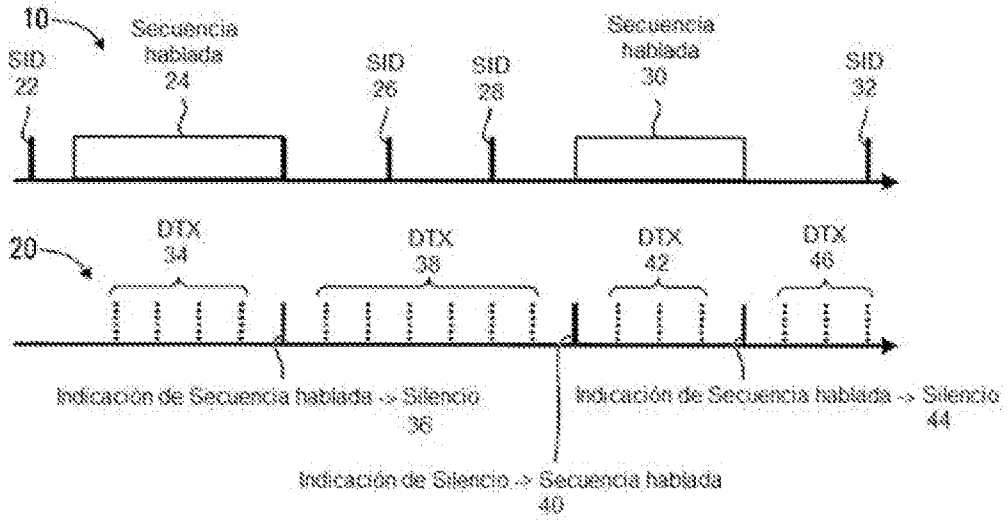 10
SID
22
Secuencia
hablada
24
SID
26
SID
28
Secuencia
hablada
30
SID
32
20
DTX
34
DTX
38
DTX
42
DTX
46
Indicación de Secuencia hablada -> Silencio
36
Indicación de Secuencia hablada -> Silencio
44
Indicación de Silencio -> Secuencia hablada
40